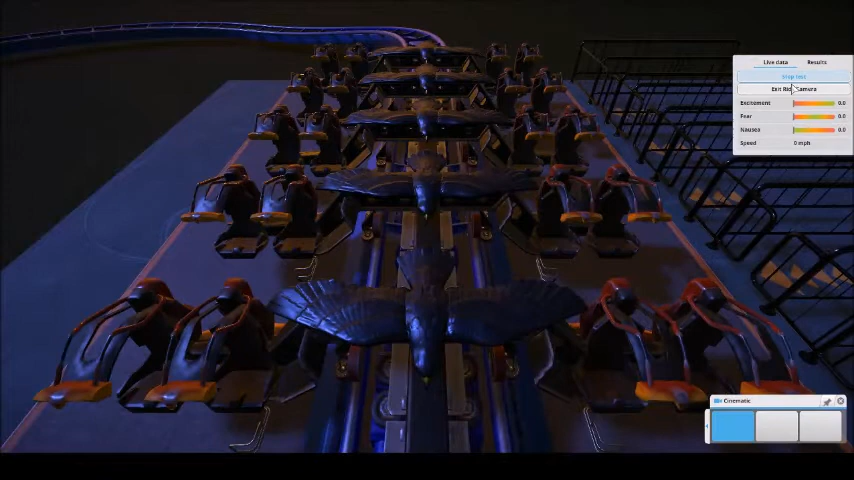 Live data Results
Stop test
Exit Ride Camera
Excitement 0.0
Fear 0.0
Nausea 0.0
Speed 0 mph
Cinematic